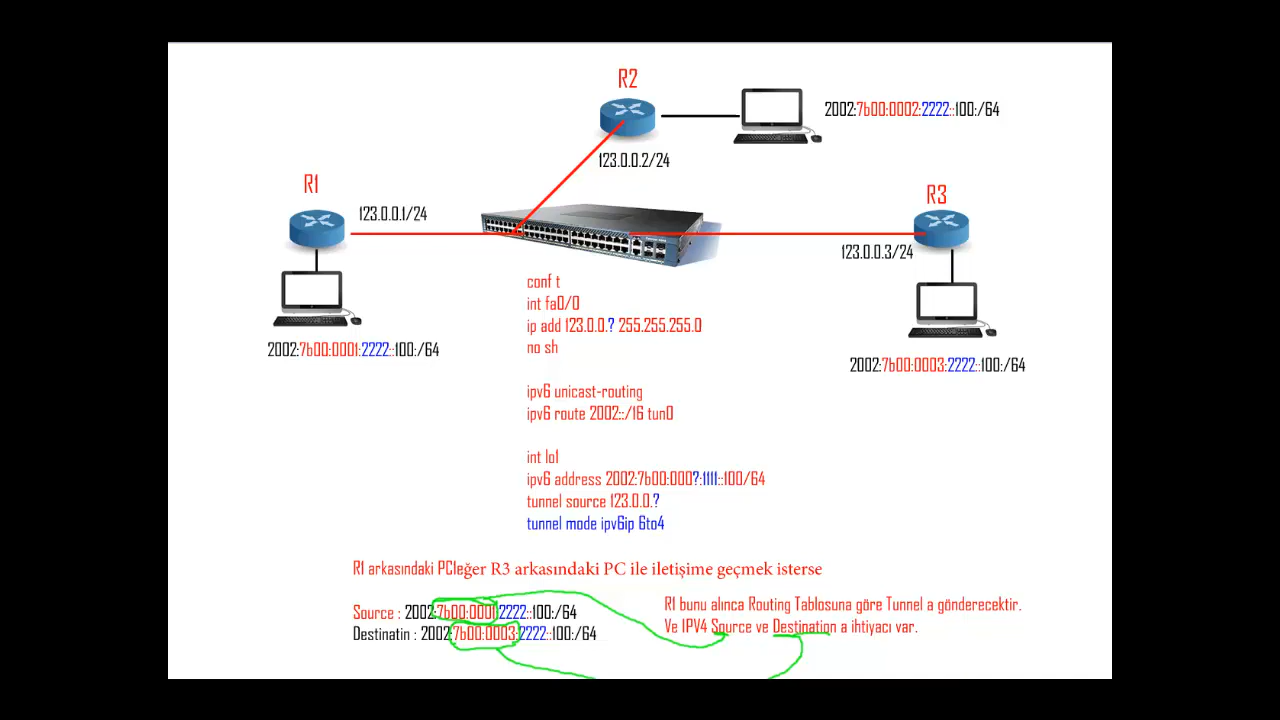 R2
2002:7b00:0002:2222::100:/64
123.0.0.2/24
R1
123.0.0.1/24
R3
123.0.0.3/24
2002:7b00:0001:2222::100:/64
2002:7b00:0003:2222::100:/64
conf t
int fa0/0
ip add 123.0.0.? 255.255.255.0
no sh
ipv6 unicast-routing
ipv6 route 2002::/16 tun0
int lo1
ipv6 address 2002:7b00:000?:1111::100/64
tunnel source 123.0.0.?
tunnel mode ipv6ip 6to4
R1 arkasındaki PC1eğer R3 arkasındaki PC ile iletişime geçmek isterse
Source : 2002:7b00:0001:2222::100:/64
Destinatin : 2002:7b00:0003:2222::100:/64
R1 bunu alınca Routing Tablosuna göre Tunnel a gönderecektir.
Ve IPV4 Source ve Destination a ihtiyacı var.